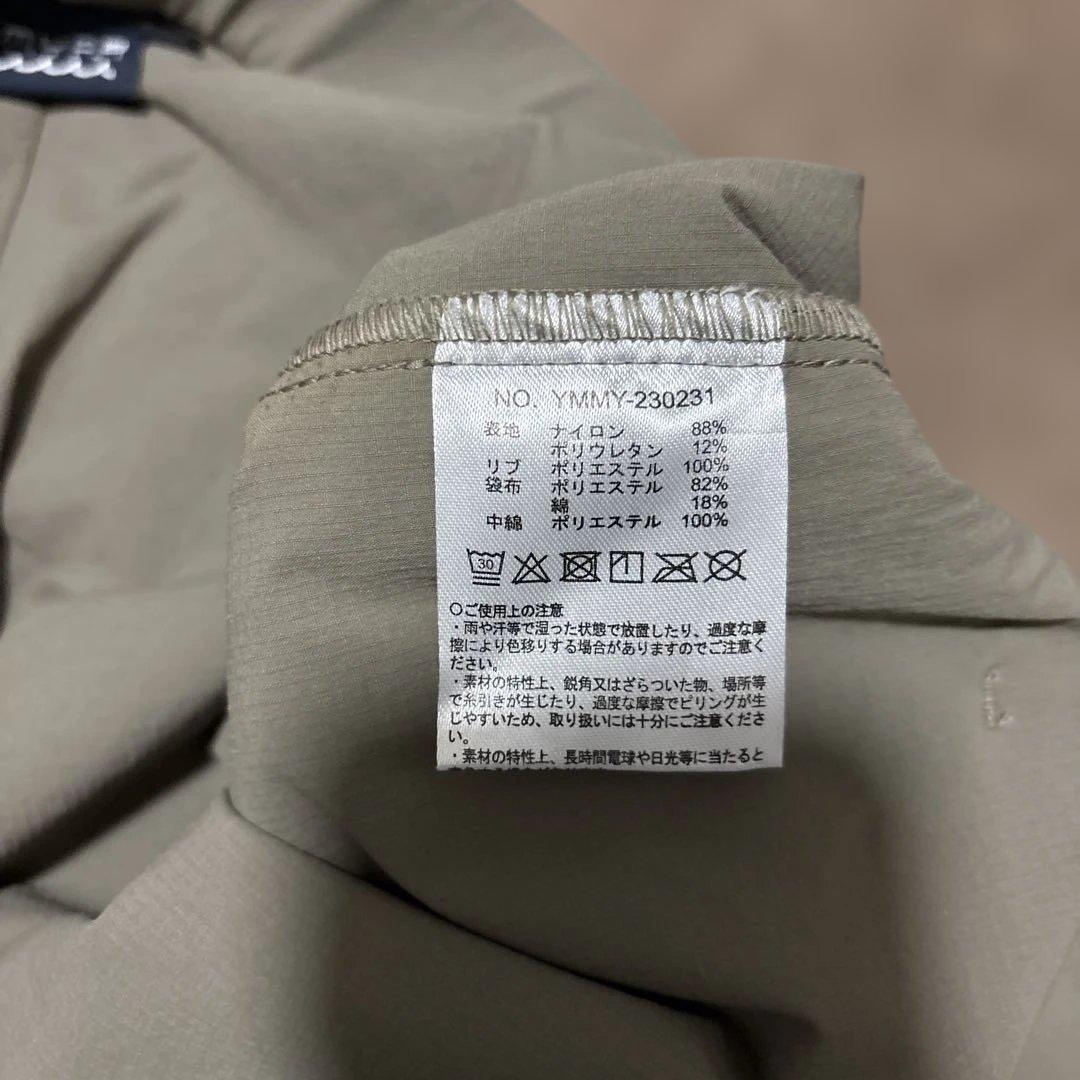 NO. YMMY-230231
表地 ナイロン 88%
ポリウレタン 12%
リブ ポリエステル 100%
袋布 ポリエステル 82%
綿 18%
中綿 ポリエステル 100%
30
〇ご使用上の注意
・雨や汗等で湿った状態で放置したり、過度な摩
擦により色移りする場合がありますのでご注意く
ださい。
・素材の特性上、鋭角又はざらついた物、場所等
で糸引きが生じたり、過度な摩擦でピリングが生
じやすいため、取り扱いには十分にご注意くださ
い。
・素材の特性上、長時間電球や日光等に当たると